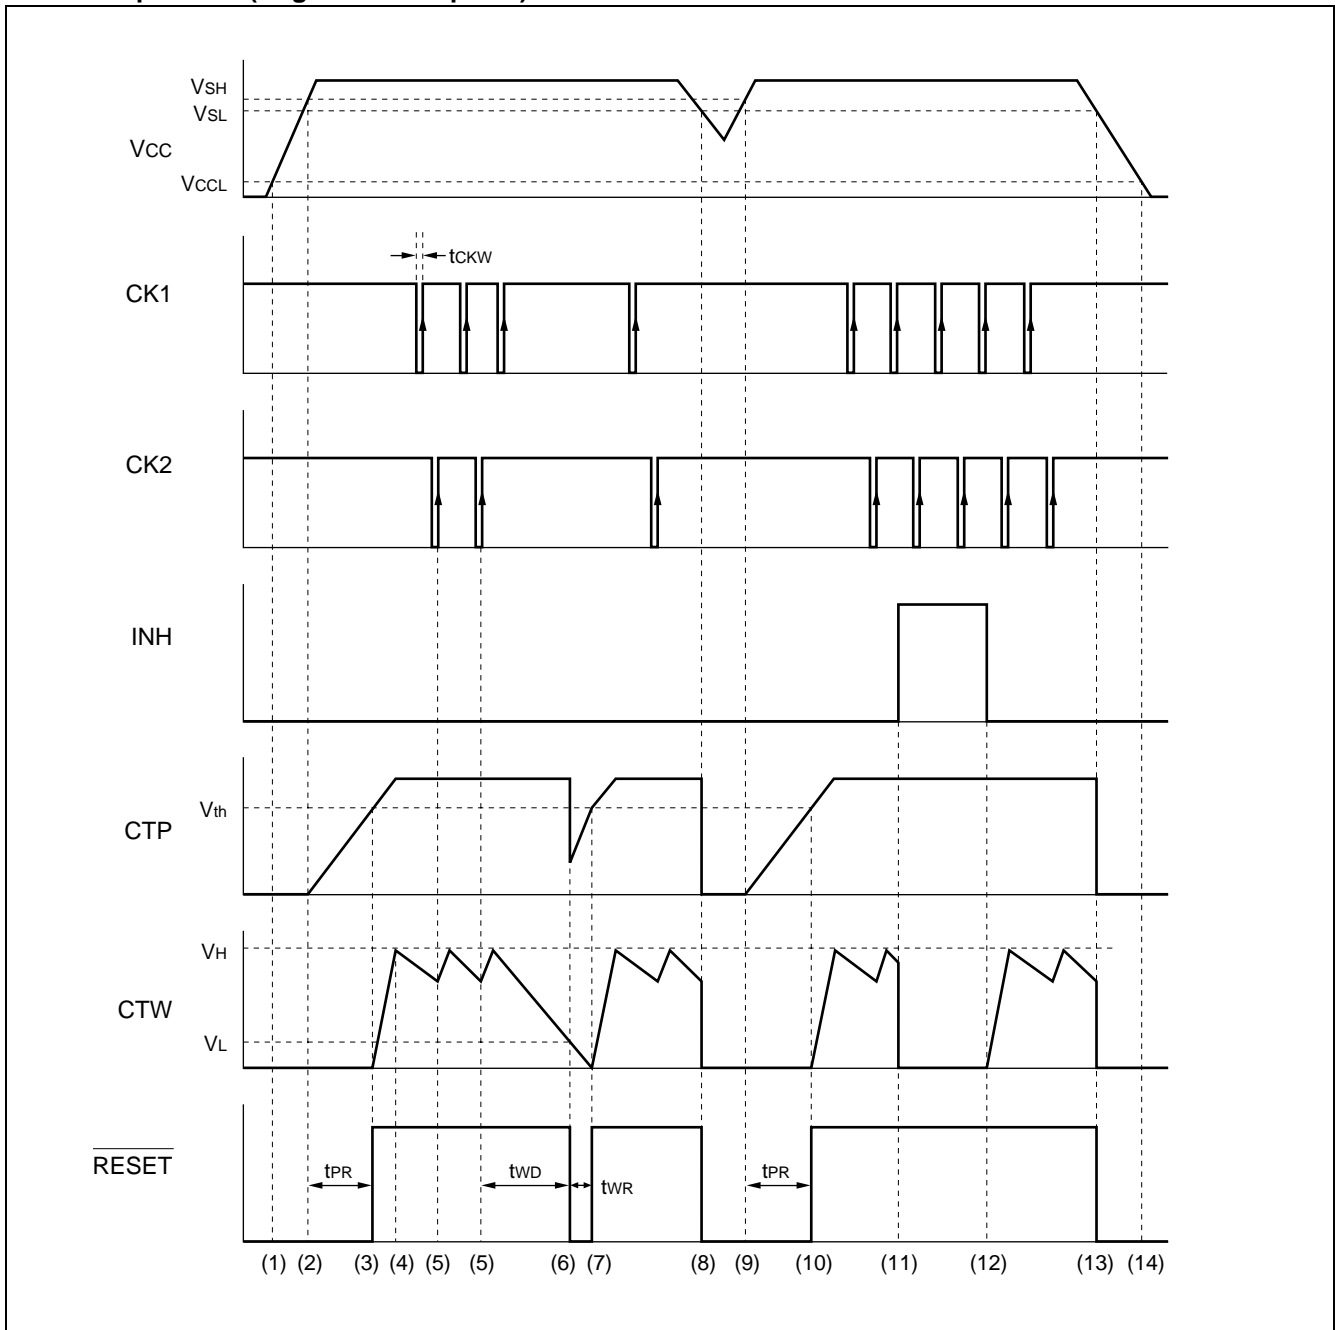 VSH
VSL
VCC
VCCL
tCKW
CK1
CK2
INH
Vth
CTP
VH
CTW
VL
RESET
tPR
tWD
tWR
tPR
(1) (2) (3) (4) (5) (5) (6) (7) (8) (9) (10) (11) (12) (13) (14)